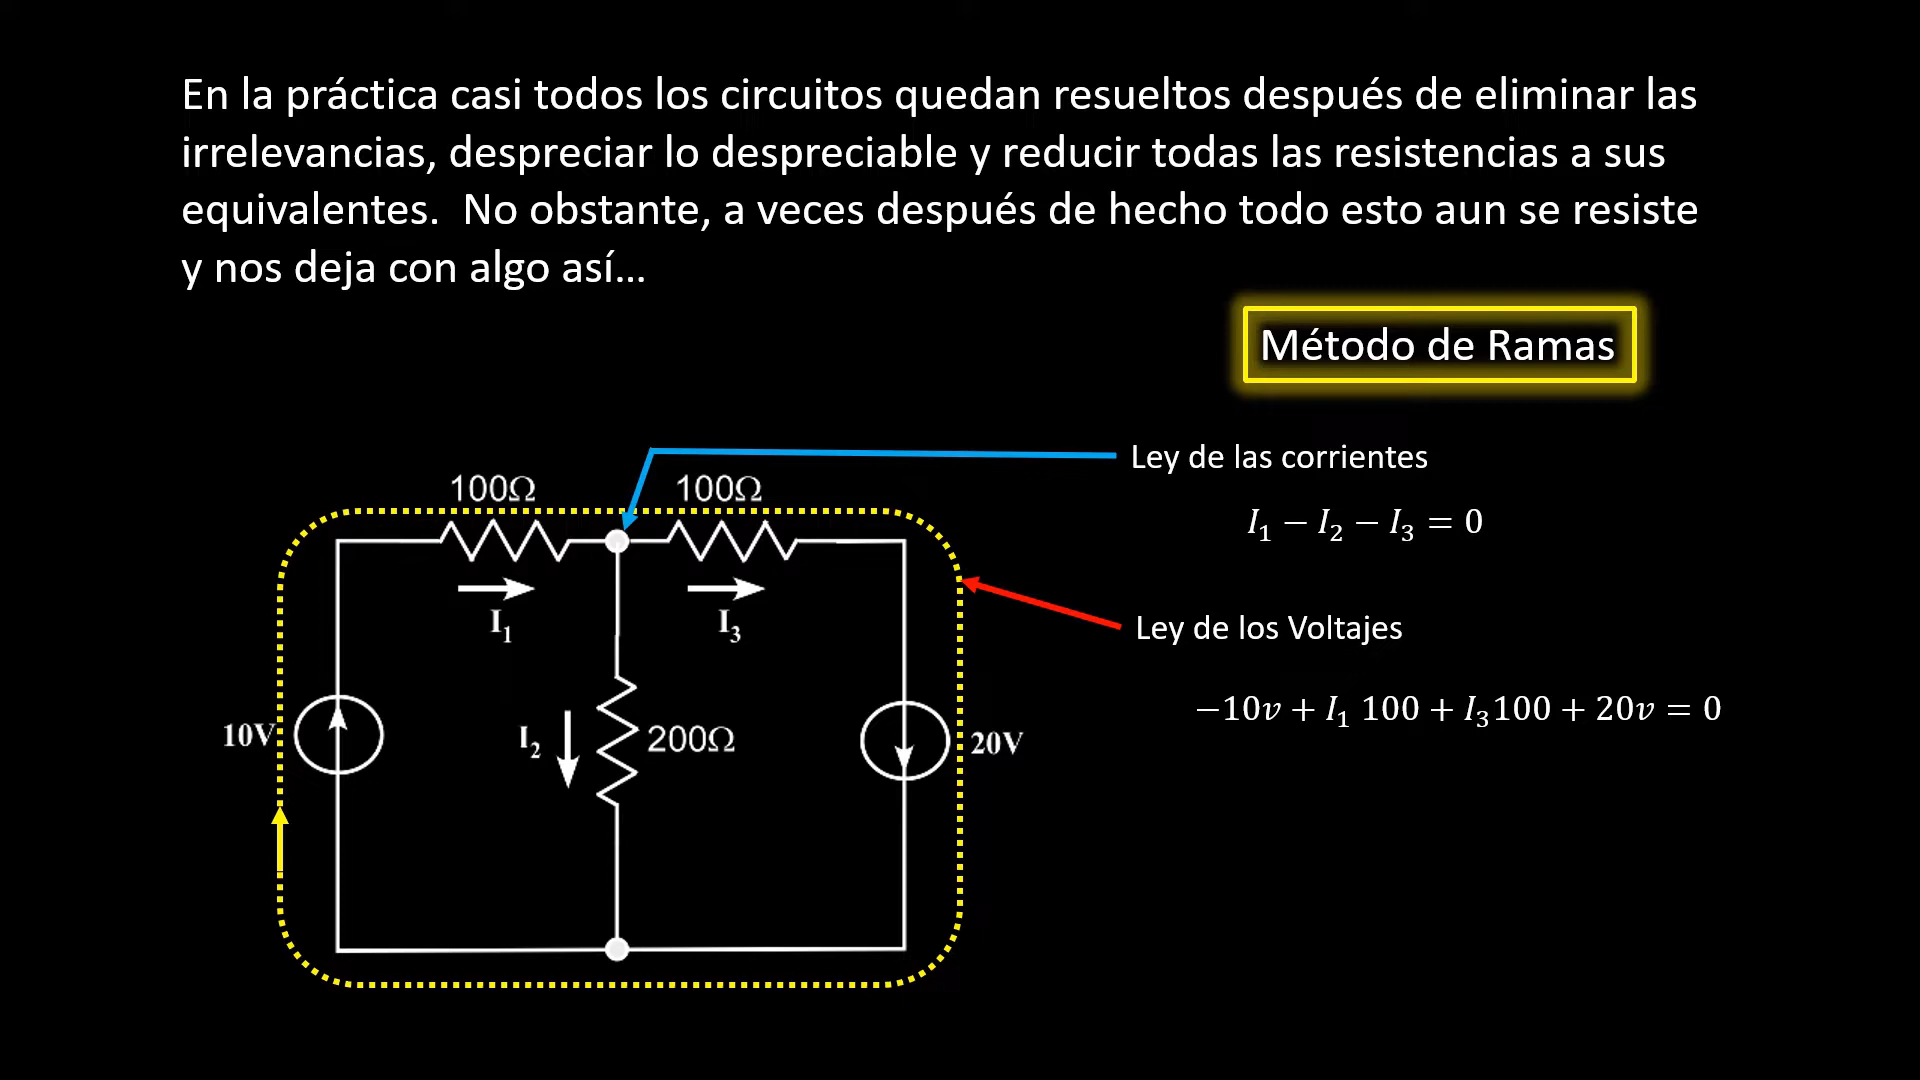 En la práctica casi todos los circuitos quedan resueltos después de eliminar las
irrelevancias, despreciar lo despreciable y reducir todas las resistencias a sus
equivalentes.  No obstante, a veces después de hecho todo esto aun se resiste
y nos deja con algo así...
Método de Ramas
Ley de las corrientes
I₁ − I₂ − I₃ = 0
Ley de los Voltajes
−10v + I₁ 100 + I₃100 + 20v = 0
100Ω
100Ω
I₁
I₃
10V
I₂
200Ω
20V